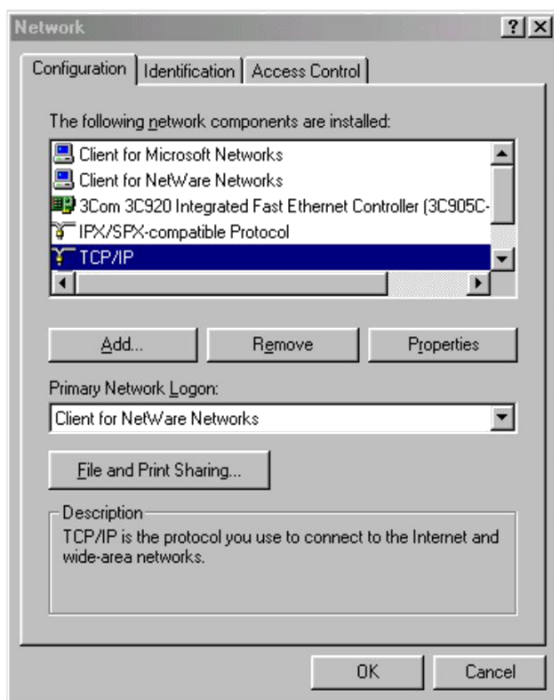 Network
Configuration
Identification
Access Control
The following network components are installed:
Client for Microsoft Networks
Client for NetWare Networks
3Com 3C920 Integrated Fast Ethernet Controller (3C905C-
IPX/SPX-compatible Protocol
TCP/IP
Add...
Remove
Properties
Primary Network Logon:
Client for NetWare Networks
File and Print Sharing...
Description
TCP/IP is the protocol you use to connect to the Internet and
wide-area networks.
OK
Cancel